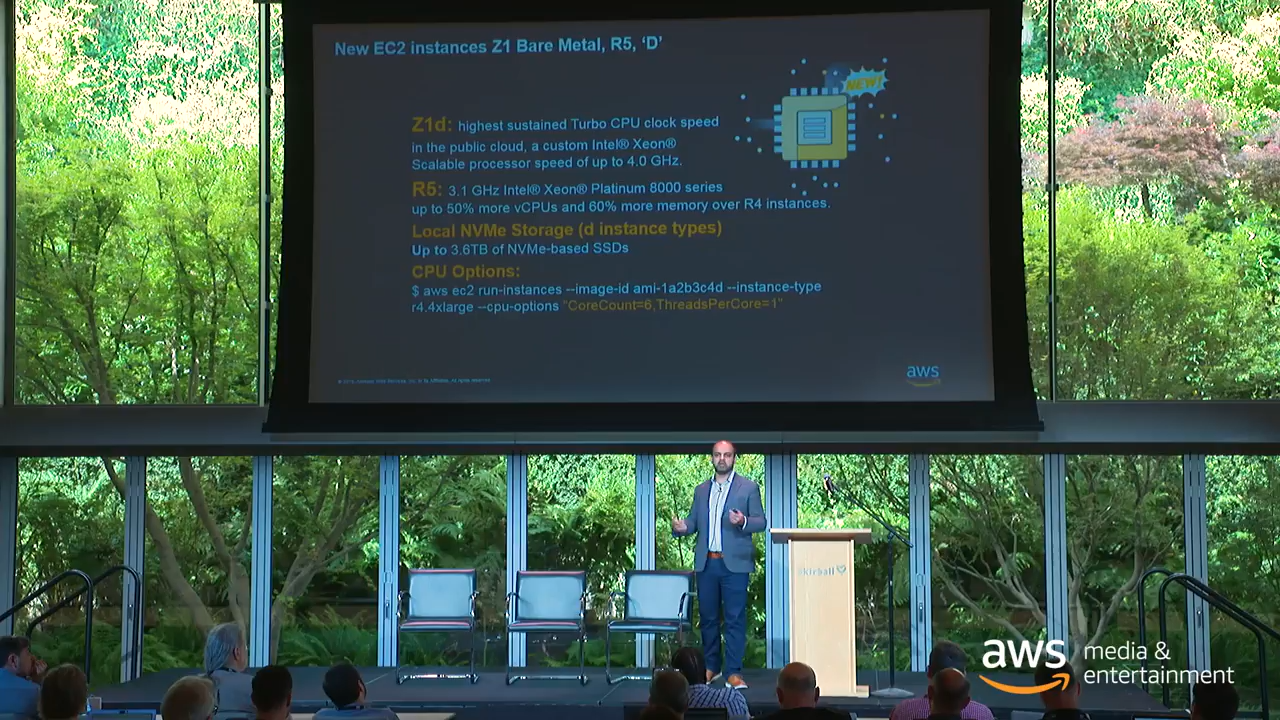 New EC2 instances Z1 Bare Metal, R5, ‘D’
NEW!
Z1d: highest sustained Turbo CPU clock speed
in the public cloud, a custom Intel® Xeon®
Scalable processor speed of up to 4.0 GHz.
R5: 3.1 GHz Intel® Xeon® Platinum 8000 series
up to 50% more vCPUs and 60% more memory over R4 instances.
Local NVMe Storage (d instance types)
Up to 3.6TB of NVMe-based SSDs
CPU Options:
$ aws ec2 run-instances --image-id ami-1a2b3c4d --instance-type
r4.4xlarge --cpu-options "CoreCount=6,ThreadsPerCore=1"
aws
skirball
aws media &
entertainment